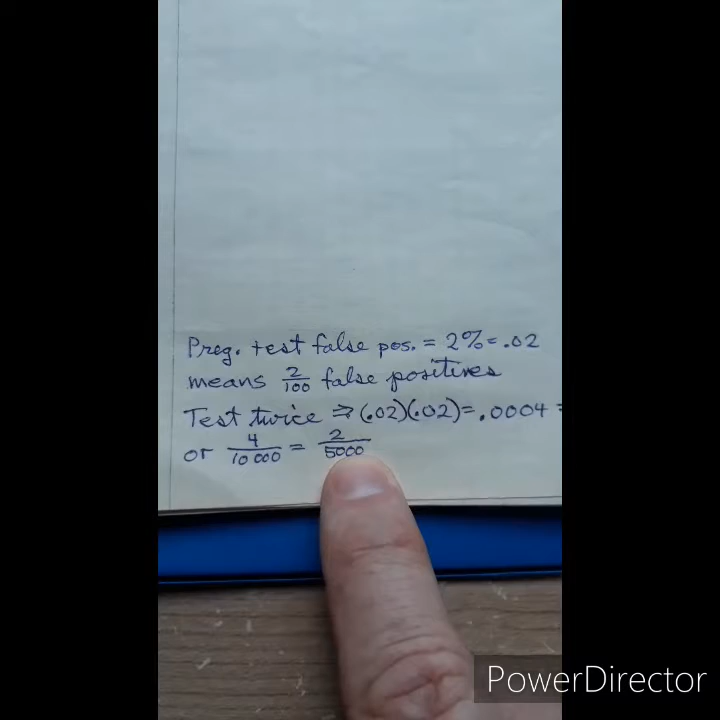 Preg. test false pos. = 2% = .02
means 2/100 false positives
Test twice ⇒ (.02)(.02) = .0004 =
or 4/10 000 = 2/5000
PowerDirector